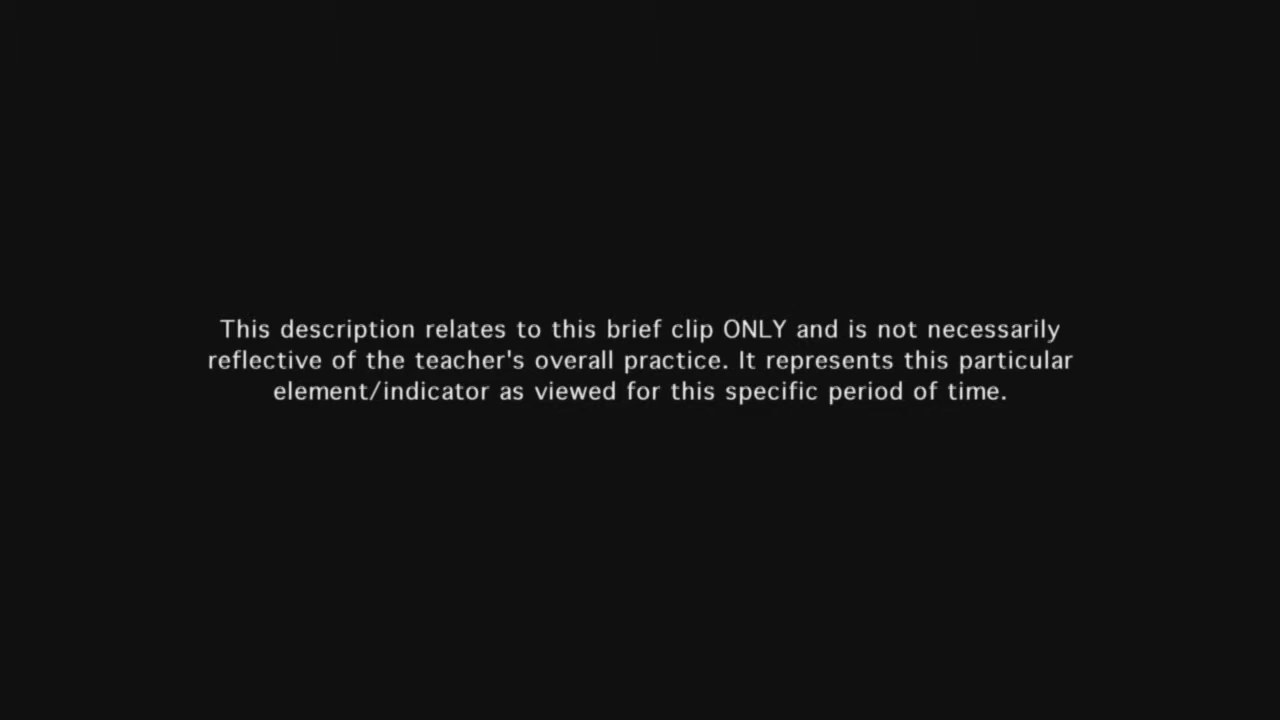 This description relates to this brief clip ONLY and is not necessarily
reflective of the teacher's overall practice. It represents this particular
element/indicator as viewed for this specific period of time.